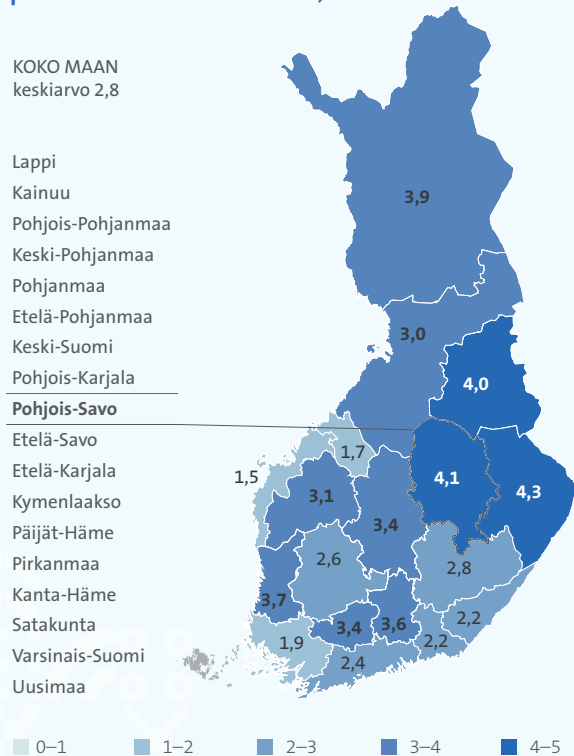 KOKO MAAN
keskiarvo 2,8
Lappi
Kainuu
Pohjois-Pohjanmaa
Keski-Pohjanmaa
Pohjanmaa
Etelä-Pohjanmaa
Keski-Suomi
Pohjois-Karjala
Pohjois-Savo
Etelä-Savo
Etelä-Karjala
Kymenlaakso
Päijät-Häme
Pirkanmaa
Kanta-Häme
Satakunta
Varsinais-Suomi
Uusimaa
3,9
3,0
4,0
1,7
1,5
4,1
4,3
3,1
3,4
2,6
2,8
3,7
3,4
3,6
2,2
1,9
2,2
2,4
0–1
1–2
2–3
3–4
4–5